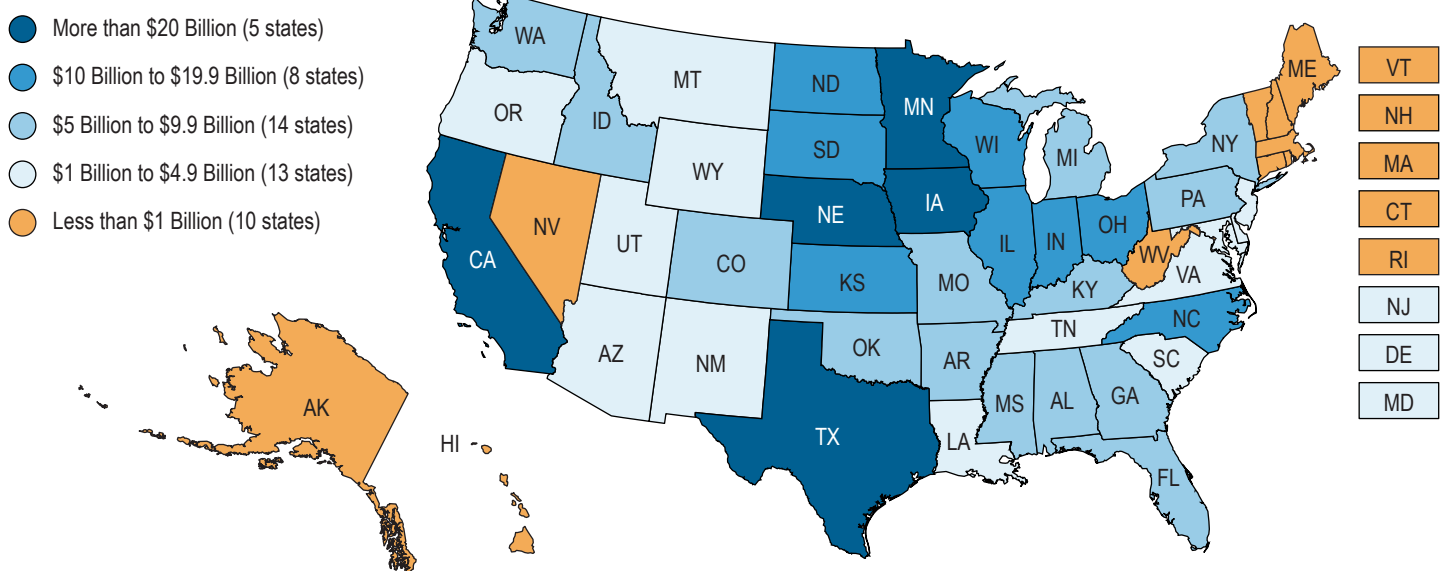 More than $20 Billion (5 states)
$10 Billion to $19.9 Billion (8 states)
$5 Billion to $9.9 Billion (14 states)
$1 Billion to $4.9 Billion (13 states)
Less than $1 Billion (10 states)
WA
MT
ND
MN
ME
VT
OR
ID
SD
WI
MI
NY
NH
WY
MA
NE
IA
PA
CT
NV
UT
CO
IL
IN
OH
WV
VA
RI
CA
KS
MO
KY
NJ
AZ
NM
OK
AR
TN
NC
SC
DE
AK
HI
TX
LA
MS
AL
GA
FL
MD